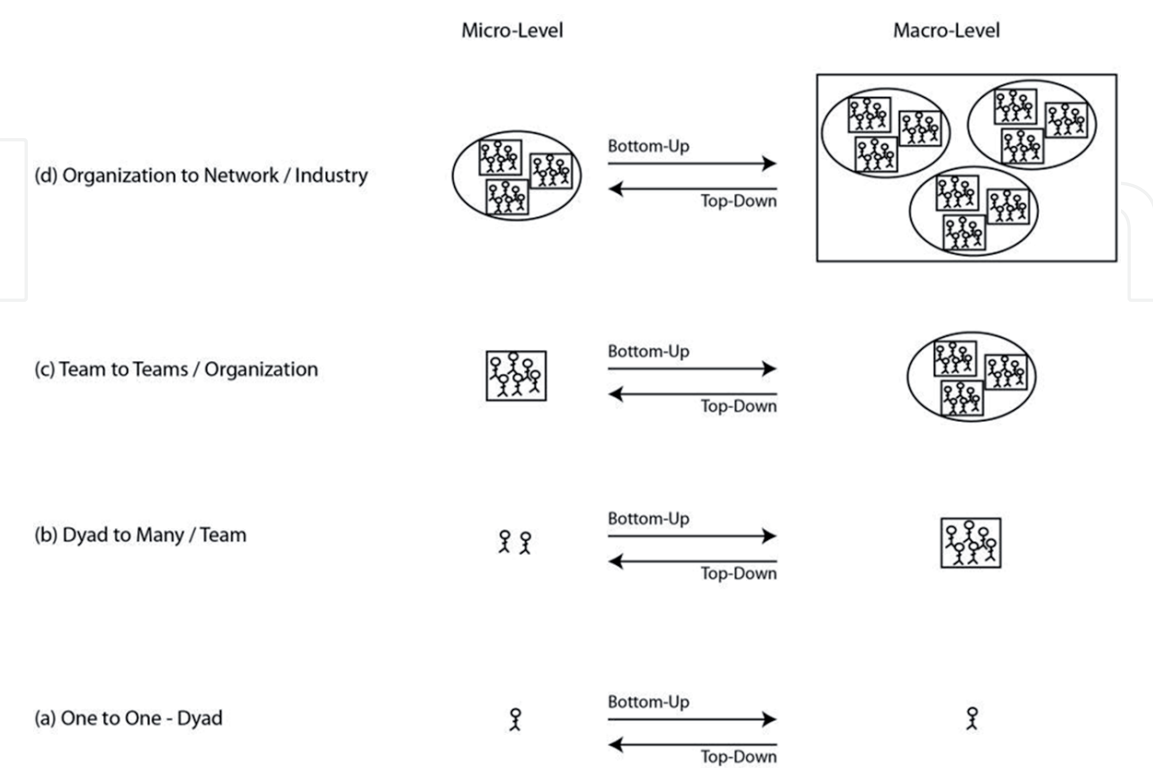 Micro-Level
Macro-Level
(d) Organization to Network / Industry
Bottom-Up
Top-Down
(c) Team to Teams / Organization
Bottom-Up
Top-Down
(b) Dyad to Many / Team
Bottom-Up
Top-Down
(a) One to One - Dyad
Bottom-Up
Top-Down